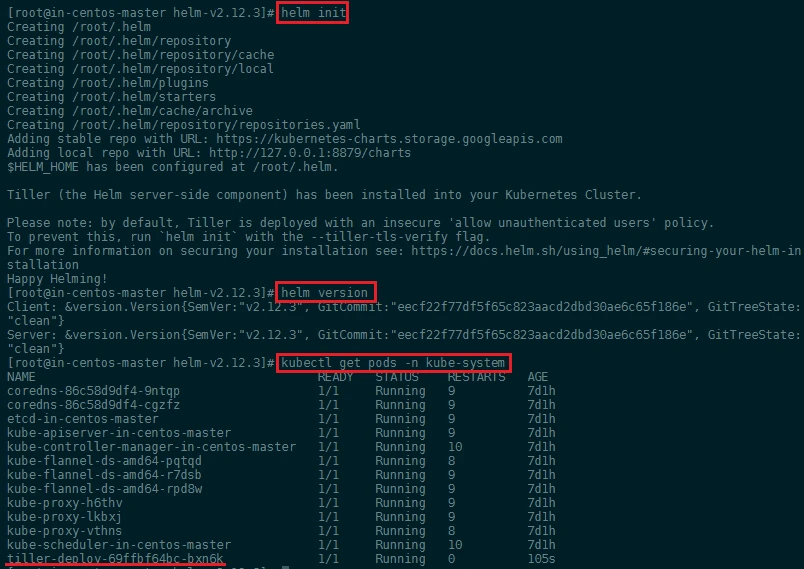 [root@in-centos-master helm-v2.12.3]# helm init
Creating /root/.helm
Creating /root/.helm/repository
Creating /root/.helm/repository/cache
Creating /root/.helm/repository/local
Creating /root/.helm/plugins
Creating /root/.helm/starters
Creating /root/.helm/cache/archive
Creating /root/.helm/repository/repositories.yaml
Adding stable repo with URL: https://kubernetes-charts.storage.googleapis.com
Adding local repo with URL: http://127.0.0.1:8879/charts
$HELM_HOME has been configured at /root/.helm.
Tiller (the Helm server-side component) has been installed into your Kubernetes Cluster.
Please note: by default, Tiller is deployed with an insecure 'allow unauthenticated users' policy.
To prevent this, run `helm init` with the --tiller-tls-verify flag.
For more information on securing your installation see: https://docs.helm.sh/using_helm/#securing-your-helm-in
stallation
Happy Helming!
[root@in-centos-master helm-v2.12.3]# helm version
Client: &version.Version{SemVer:"v2.12.3", GitCommit:"eecf22f77df5f65c823aacd2dbd30ae6c65f186e", GitTreeState:
"clean"}
Server: &version.Version{SemVer:"v2.12.3", GitCommit:"eecf22f77df5f65c823aacd2dbd30ae6c65f186e", GitTreeState:
"clean"}
[root@in-centos-master helm-v2.12.3]# kubectl get pods -n kube-system
NAME READY STATUS RESTARTS AGE
coredns-86c58d9df4-9ntqp 1/1 Running 9 7d1h
coredns-86c58d9df4-cgzfz 1/1 Running 9 7d1h
etcd-in-centos-master 1/1 Running 9 7d1h
kube-apiserver-in-centos-master 1/1 Running 9 7d1h
kube-controller-manager-in-centos-master 1/1 Running 10 7d1h
kube-flannel-ds-amd64-pqtqd 1/1 Running 8 7d1h
kube-flannel-ds-amd64-r7dsb 1/1 Running 9 7d1h
kube-flannel-ds-amd64-rpd8w 1/1 Running 9 7d1h
kube-proxy-h6thv 1/1 Running 9 7d1h
kube-proxy-lkbxj 1/1 Running 9 7d1h
kube-proxy-vthns 1/1 Running 8 7d1h
kube-scheduler-in-centos-master 1/1 Running 10 7d1h
tiller-deploy-69ffbf64bc-bxn6k 1/1 Running 0 105s